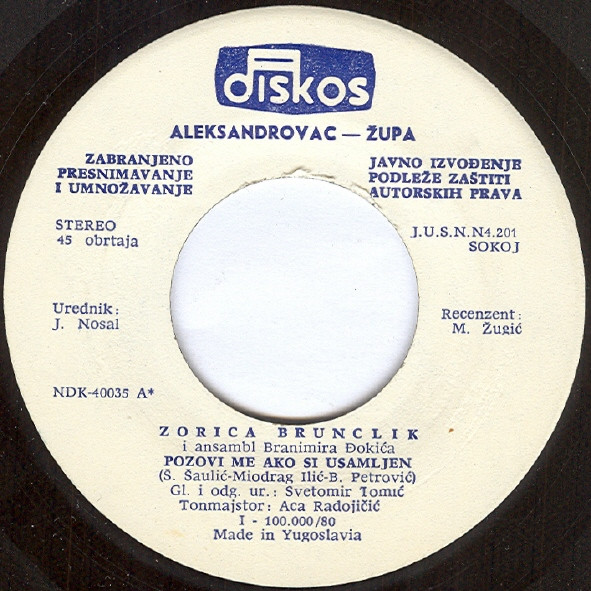 diskos
ALEKSANDROVAC — ŽUPA
ZABRANJENO
PRESNIMAVANJE
I UMNOŽAVANJE
JAVNO IZVOĐENJE
PODLEŽE ZAŠTITI
AUTORSKIH PRAVA
STEREO
45 obrtaja
J.U.S.N.N4.201
SOKOJ
Urednik:
J. Nosal
Recenzent:
M. Žugić
NDK-40035 A*
ZORICA BRUNCLIK
i ansambl Branimira Đokića
POZOVI ME AKO SI USAMLJEN
(S. Šaulić-Miodrag Ilić-B. Petrović)
Gl. i odg. ur.: Svetomir Tomić
Tonmajstor: Aca Radojičić
I - 100.000/80
Made in Yugoslavia